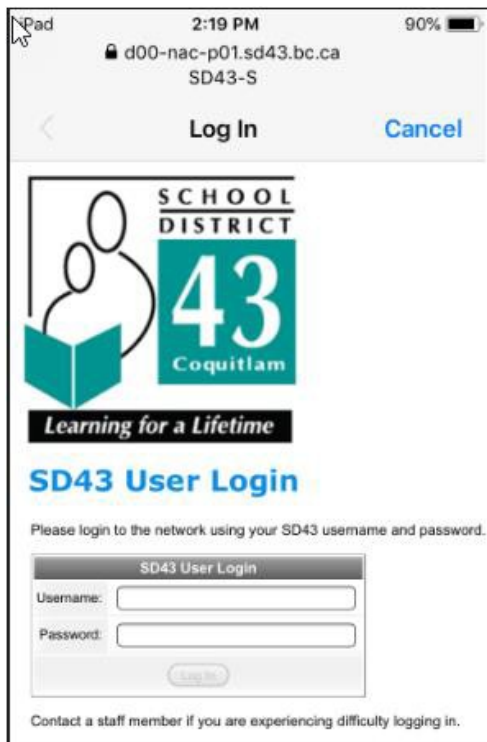 iPad 2:19 PM 90%
d00-nac-p01.sd43.bc.ca
SD43-S
Log In Cancel
SCHOOL
DISTRICT
43
Coquitlam
Learning for a Lifetime
SD43 User Login
Please login to the network using your SD43 username and password.
SD43 User Login
Username:
Password:
Log In
Contact a staff member if you are experiencing difficulty logging in.